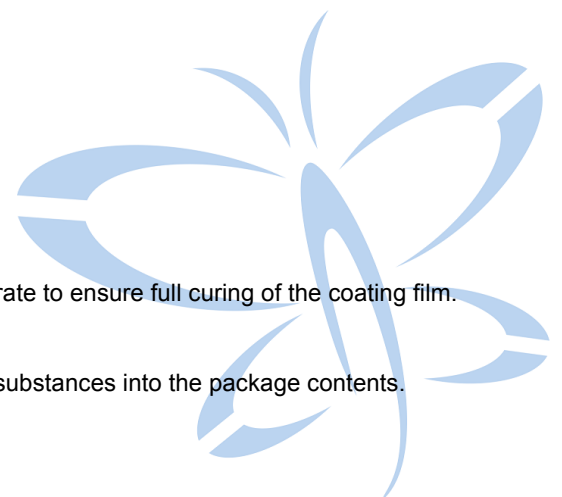 rate to ensure full curing of the coating film.
substances into the package contents.